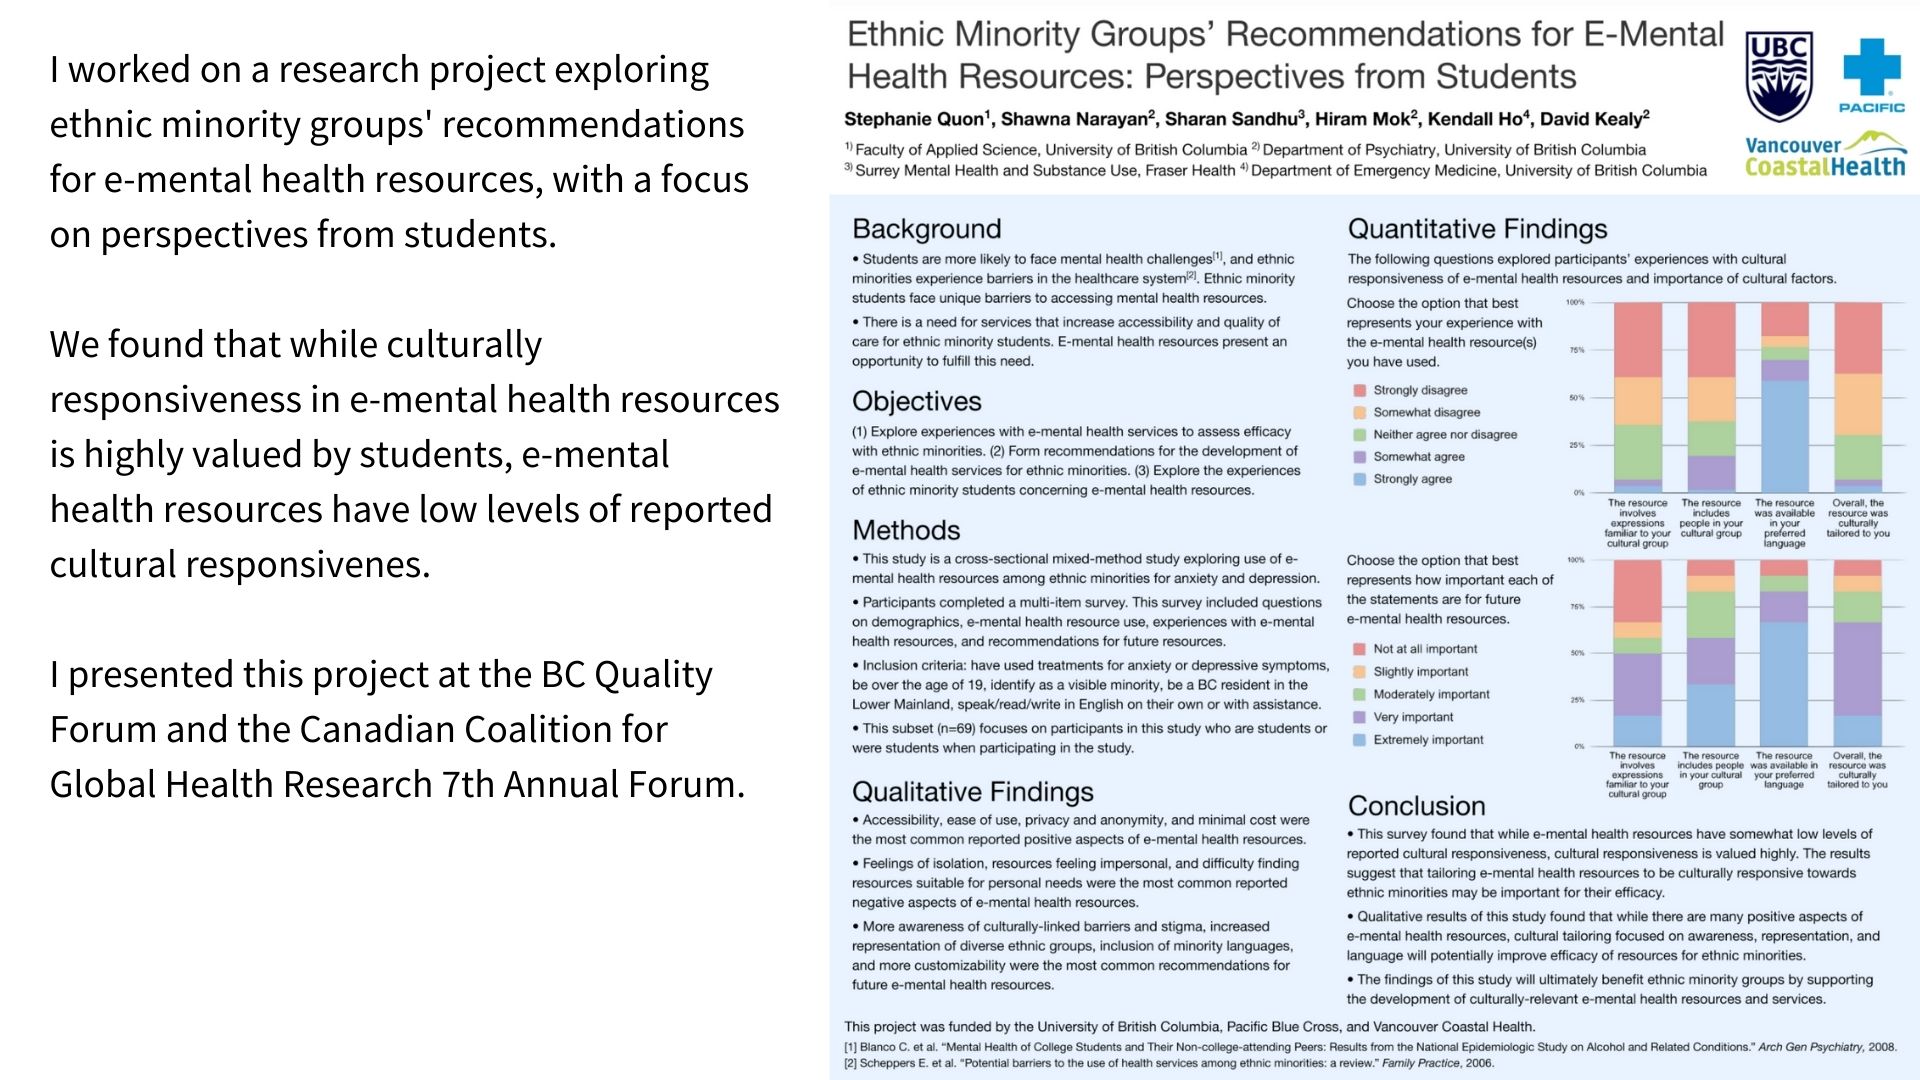 I worked on a research project exploring
ethnic minority groups' recommendations
for e-mental health resources, with a focus
on perspectives from students.
We found that while culturally
responsiveness in e-mental health resources
is highly valued by students, e-mental
health resources have low levels of reported
cultural responsivenes.
I presented this project at the BC Quality
Forum and the Canadian Coalition for
Global Health Research 7th Annual Forum.
Ethnic Minority Groups’ Recommendations for E-Mental
Health Resources: Perspectives from Students
Stephanie Quon¹, Shawna Narayan², Sharan Sandhu³, Hiram Mok², Kendall Ho⁴, David Kealy²
¹⁾ Faculty of Applied Science, University of British Columbia ²⁾ Department of Psychiatry, University of British Columbia
³⁾ Surrey Mental Health and Substance Use, Fraser Health ⁴⁾ Department of Emergency Medicine, University of British Columbia
UBC
PACIFIC
Vancouver
CoastalHealth
Background
• Students are more likely to face mental health challenges[1], and ethnic
minorities experience barriers in the healthcare system[2]. Ethnic minority
students face unique barriers to accessing mental health resources.
• There is a need for services that increase accessibility and quality of
care for ethnic minority students. E-mental health resources present an
opportunity to fulfill this need.
Objectives
(1) Explore experiences with e-mental health services to assess efficacy
with ethnic minorities. (2) Form recommendations for the development of
e-mental health services for ethnic minorities. (3) Explore the experiences
of ethnic minority students concerning e-mental health resources.
Methods
• This study is a cross-sectional mixed-method study exploring use of e-
mental health resources among ethnic minorities for anxiety and depression.
• Participants completed a multi-item survey. This survey included questions
on demographics, e-mental health resource use, experiences with e-mental
health resources, and recommendations for future resources.
• Inclusion criteria: have used treatments for anxiety or depressive symptoms,
be over the age of 19, identify as a visible minority, be a BC resident in the
Lower Mainland, speak/read/write in English on their own or with assistance.
• This subset (n=69) focuses on participants in this study who are students or
were students when participating in the study.
Qualitative Findings
• Accessibility, ease of use, privacy and anonymity, and minimal cost were
the most common reported positive aspects of e-mental health resources.
• Feelings of isolation, resources feeling impersonal, and difficulty finding
resources suitable for personal needs were the most common reported
negative aspects of e-mental health resources.
• More awareness of culturally-linked barriers and stigma, increased
representation of diverse ethnic groups, inclusion of minority languages,
and more customizability were the most common recommendations for
future e-mental health resources.
Quantitative Findings
The following questions explored participants’ experiences with cultural
responsiveness of e-mental health resources and importance of cultural factors.
Choose the option that best
represents your experience with
the e-mental health resource(s)
you have used.
Strongly disagree
Somewhat disagree
Neither agree nor disagree
Somewhat agree
Strongly agree
100%
75%
50%
25%
0%
The resource
involves
expressions
familiar to your
cultural group
The resource
includes
people in your
cultural group
The resource
was available
in your
preferred
language
Overall, the
resource was
culturally
tailored to you
Choose the option that best
represents how important each of
the statements are for future
e-mental health resources.
Not at all important
Slightly important
Moderately important
Very important
Extremely important
100%
75%
50%
25%
0%
The resource
involves
expressions
familiar to your
cultural group
The resource
includes people
in your cultural
group
The resource
was available in
your preferred
language
Overall, the
resource was
culturally
tailored to you
Conclusion
• This survey found that while e-mental health resources have somewhat low levels of
reported cultural responsiveness, cultural responsiveness is valued highly. The results
suggest that tailoring e-mental health resources to be culturally responsive towards
ethnic minorities may be important for their efficacy.
• Qualitative results of this study found that while there are many positive aspects of
e-mental health resources, cultural tailoring focused on awareness, representation, and
language will potentially improve efficacy of resources for ethnic minorities.
• The findings of this study will ultimately benefit ethnic minority groups by supporting
the development of culturally-relevant e-mental health resources and services.
This project was funded by the University of British Columbia, Pacific Blue Cross, and Vancouver Coastal Health.
[1] Blanco C. et al. “Mental Health of College Students and Their Non-college-attending Peers: Results from the National Epidemiologic Study on Alcohol and Related Conditions.” Arch Gen Psychiatry, 2008.
[2] Scheppers E. et al. “Potential barriers to the use of health services among ethnic minorities: a review.” Family Practice, 2006.